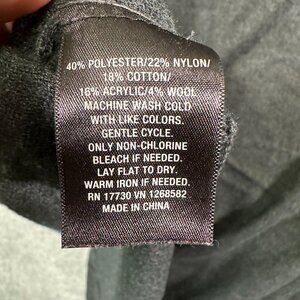 40% POLYESTER/22% NYLON/
18% COTTON/
16% ACRYLIC/4% WOOL
MACHINE WASH COLD
WITH LIKE COLORS.
GENTLE CYCLE.
ONLY NON-CHLORINE
BLEACH IF NEEDED.
LAY FLAT TO DRY.
WARM IRON IF NEEDED.
RN 17730 VN 1268582
MADE IN CHINA